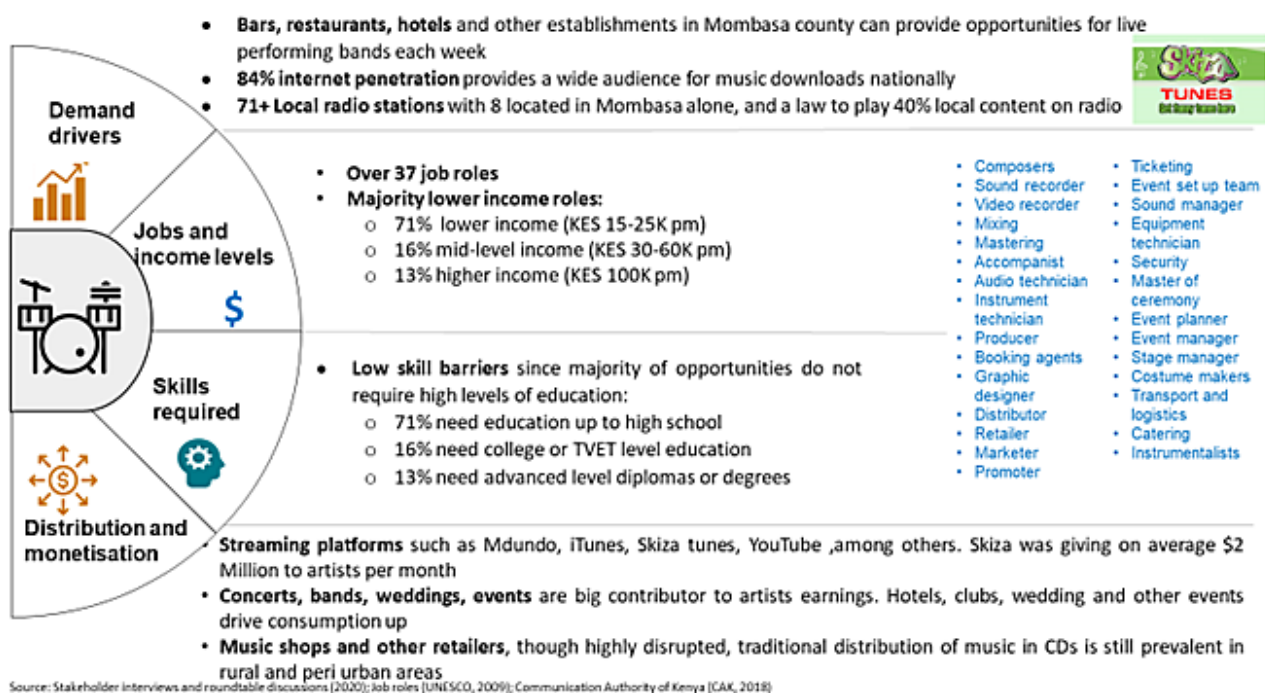 • Bars, restaurants, hotels and other establishments in Mombasa county can provide opportunities for live
performing bands each week
• 84% internet penetration provides a wide audience for music downloads nationally
• 71+ Local radio stations with 8 located in Mombasa alone, and a law to play 40% local content on radio
Skiza
TUNES
Demand
drivers
Jobs and
income levels
$
• Over 37 job roles
• Majority lower income roles:
o 71% lower income (KES 15-25K pm)
o 16% mid-level income (KES 30-60K pm)
o 13% higher income (KES 100K pm)
• Composers
• Sound recorder
• Video recorder
• Mixing
• Mastering
• Accompanist
• Audio technician
• Instrument
technician
• Producer
• Booking agents
• Graphic
designer
• Distributor
• Retailer
• Marketer
• Promoter
• Ticketing
• Event set up team
• Sound manager
• Equipment
technician
• Security
• Master of
ceremony
• Event planner
• Event manager
• Stage manager
• Costume makers
• Transport and
logistics
• Catering
• Instrumentalists
Skills
required
• Low skill barriers since majority of opportunities do not
require high levels of education:
o 71% need education up to high school
o 16% need college or TVET level education
o 13% need advanced level diplomas or degrees
$
Distribution and
monetisation
• Streaming platforms such as Mdundo, iTunes, Skiza tunes, YouTube ,among others. Skiza was giving on average $2
Million to artists per month
• Concerts, bands, weddings, events are big contributor to artists earnings. Hotels, clubs, wedding and other events
drive consumption up
• Music shops and other retailers, though highly disrupted, traditional distribution of music in CDs is still prevalent in
rural and peri urban areas
Source: Stakeholder interviews and roundtable discussions (2020); Job roles (UNESCO, 2009); Communication Authority of Kenya (CAK, 2018)